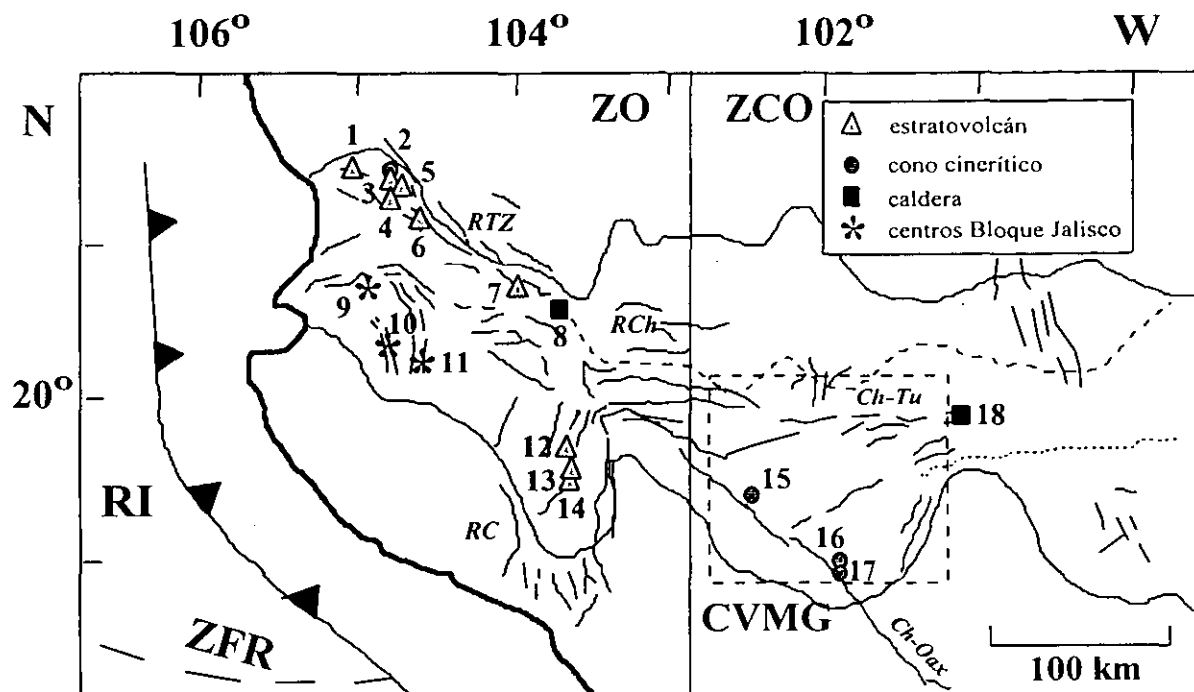 106° 104° 102° W
N ZO ZCO
estratovolcán
cono cinerítico
caldera
centros Bloque Jalisco
1 2
3 5
4
6 RTZ
7
8
9
10
11
RCh
20°
Ch-Tu
18
12
13
14
15
RI
RC
16
17
CVMG
ZFR
Ch-Oax
100 km